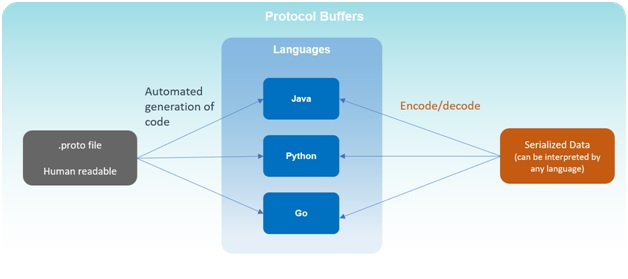 Protocol Buffers
Languages
Automated
generation of
code
Java
Encode/decode
.proto file
Human readable
Python
Serialized Data
(can be interpreted by
any language)
Go